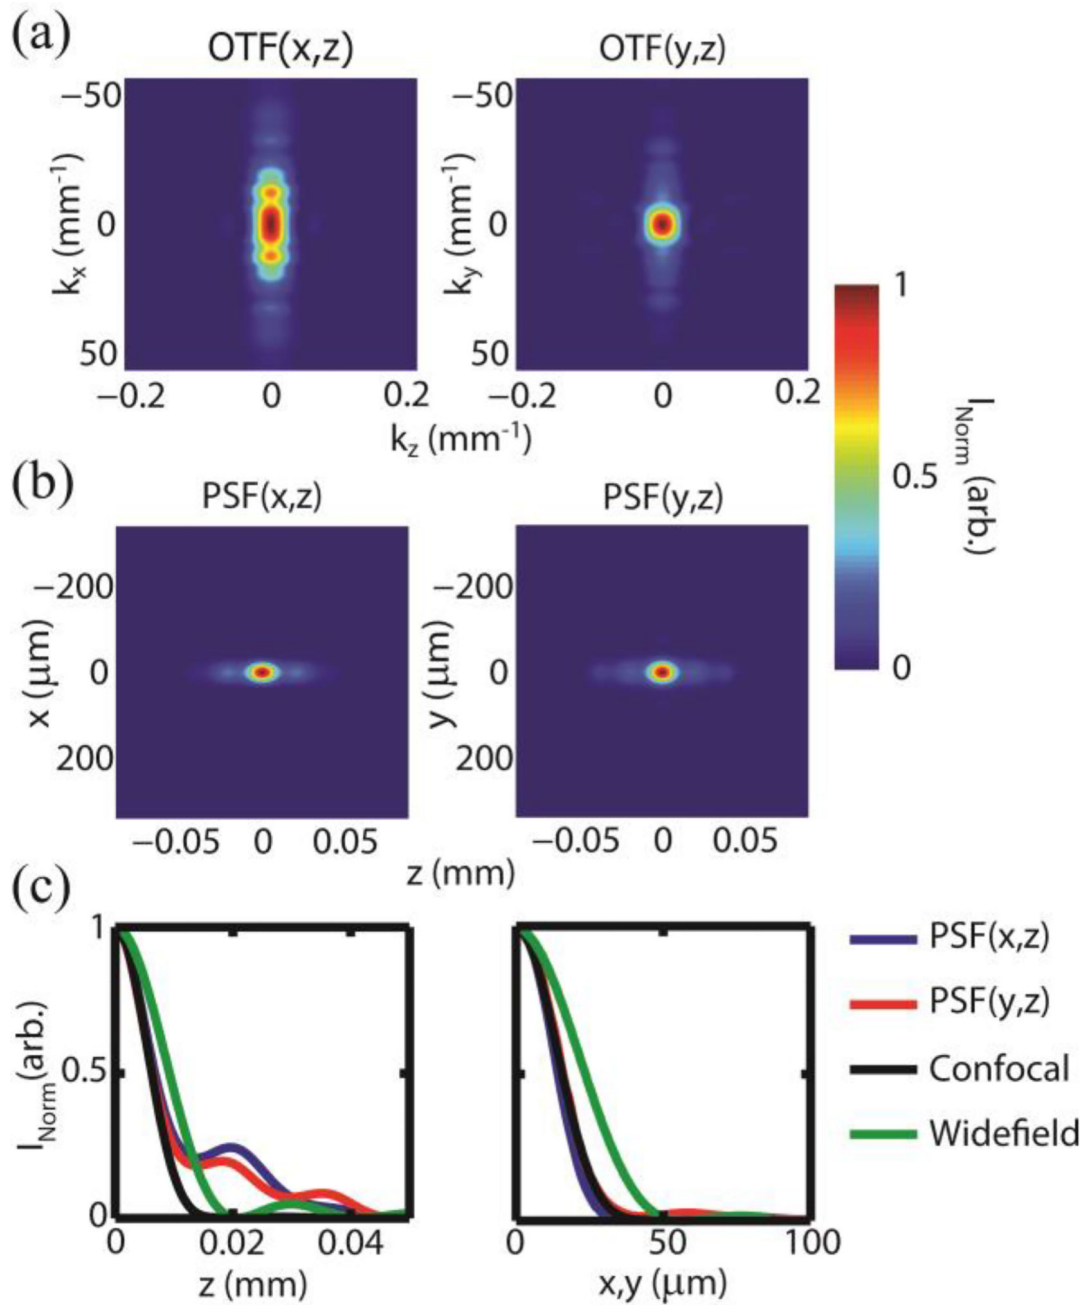 (a)
OTF(x,z)
OTF(y,z)
−50
0
50
kx (mm-1)
−50
0
50
ky (mm-1)
−0.2
0
0.2
−0.2
0
0.2
kz (mm-1)
1
0.5
0
INorm (arb.)
(b)
PSF(x,z)
PSF(y,z)
−200
0
200
x (μm)
−200
0
200
y (μm)
−0.05
0
0.05
−0.05
0
0.05
z (mm)
(c)
1
0.5
0
INorm(arb.)
0
0.02
0.04
z (mm)
0
50
100
x,y (μm)
PSF(x,z)
PSF(y,z)
Confocal
Widefield